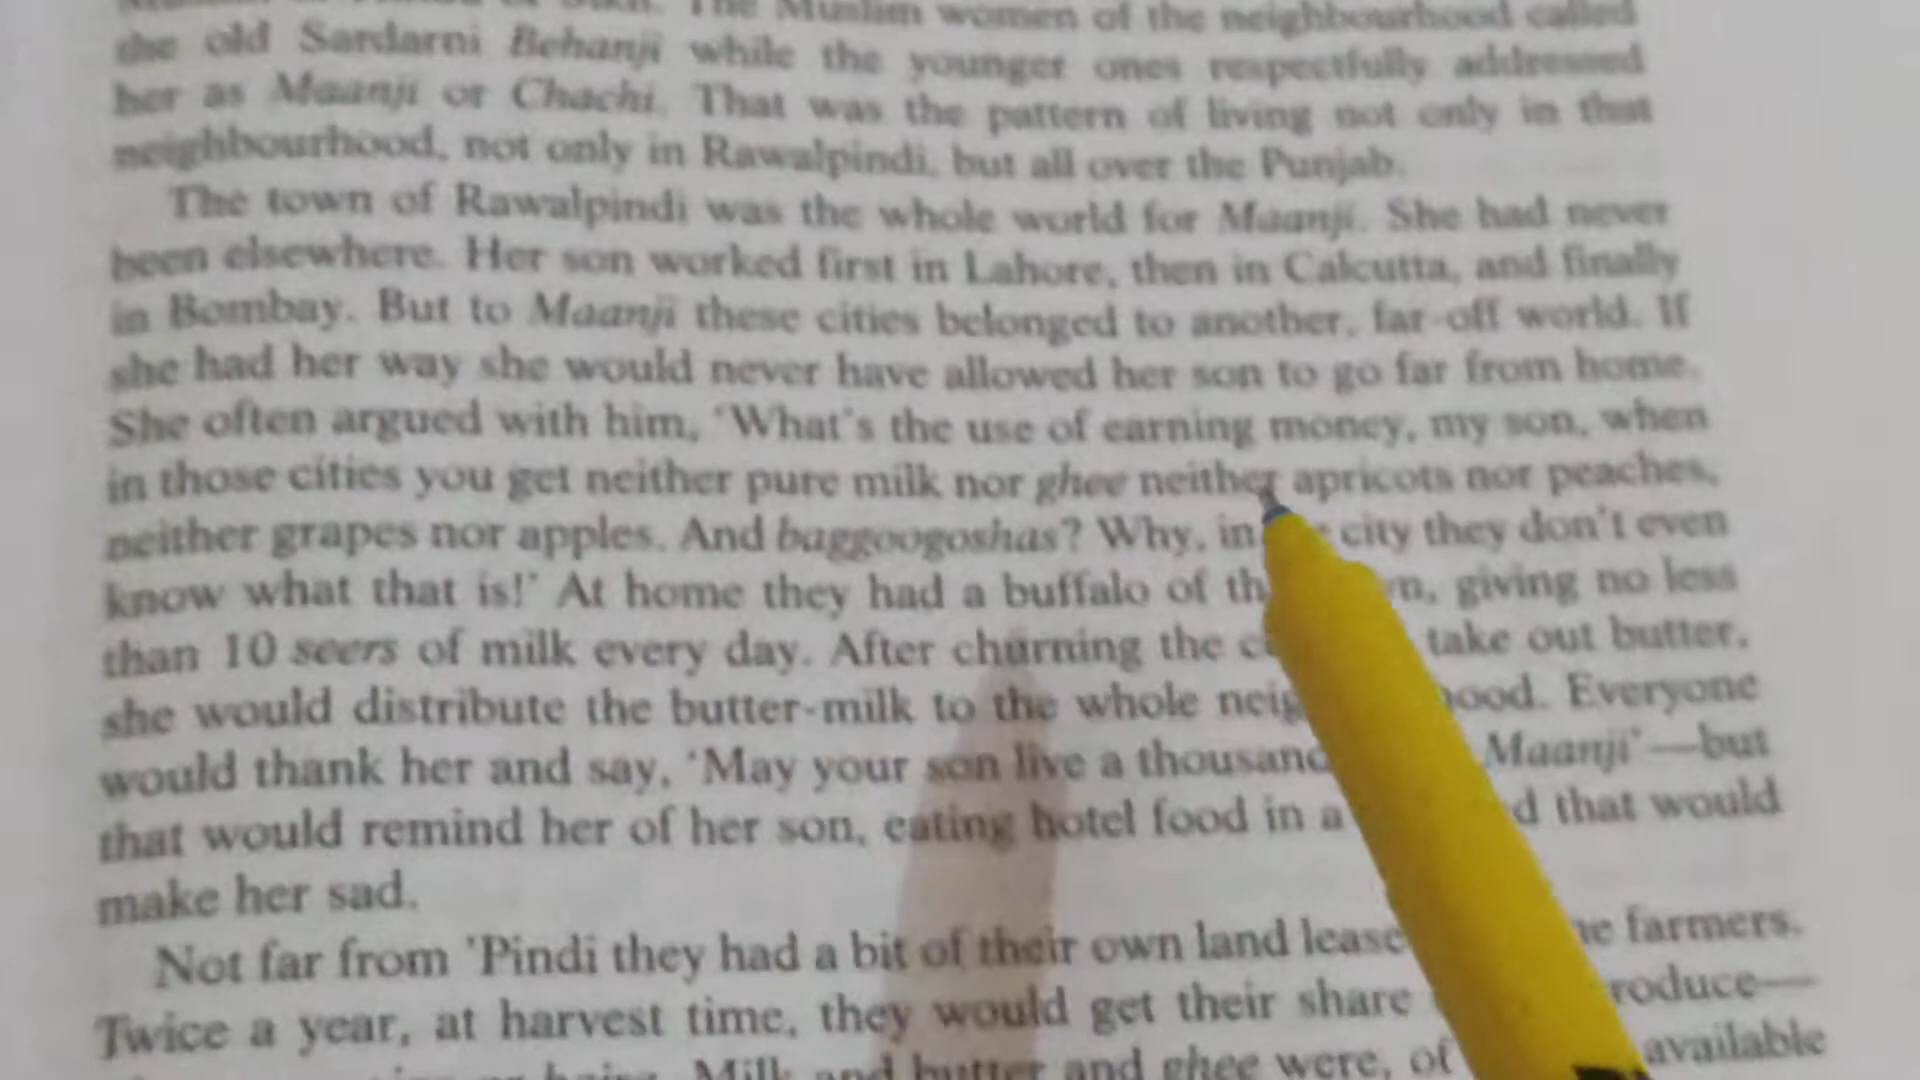 The Muslim women of the neighbourhood called
the old Sardarni Behanji while the younger ones respectfully addressed
her as Maanji or Chachi. That was the pattern of living not only in that
neighbourhood, not only in Rawalpindi, but all over the Punjab.
The town of Rawalpindi was the whole world for Maanji. She had never
been elsewhere. Her son worked first in Lahore, then in Calcutta, and finally
in Bombay. But to Maanji these cities belonged to another, far-off world. If
she had her way she would never have allowed her son to go far from home.
She often argued with him, 'What's the use of earning money, my son, when
in those cities you get neither pure milk nor ghee neither apricots nor peaches,
neither grapes nor apples. And baggoogoshas? Why, in city they don't even
know what that is!' At home they had a buffalo of giving no less
than 10 seers of milk every day. After churning the take out butter,
she would distribute the butter-milk to the whole Everyone
would thank her and say, 'May your son live a thousand Maanji'—but
that would remind her of her son, eating hotel food in a that would
make her sad.
Not far from 'Pindi they had a bit of their own land farmers.
Twice a year, at harvest time, they would get their share
Milk and butter and ghee were, of available